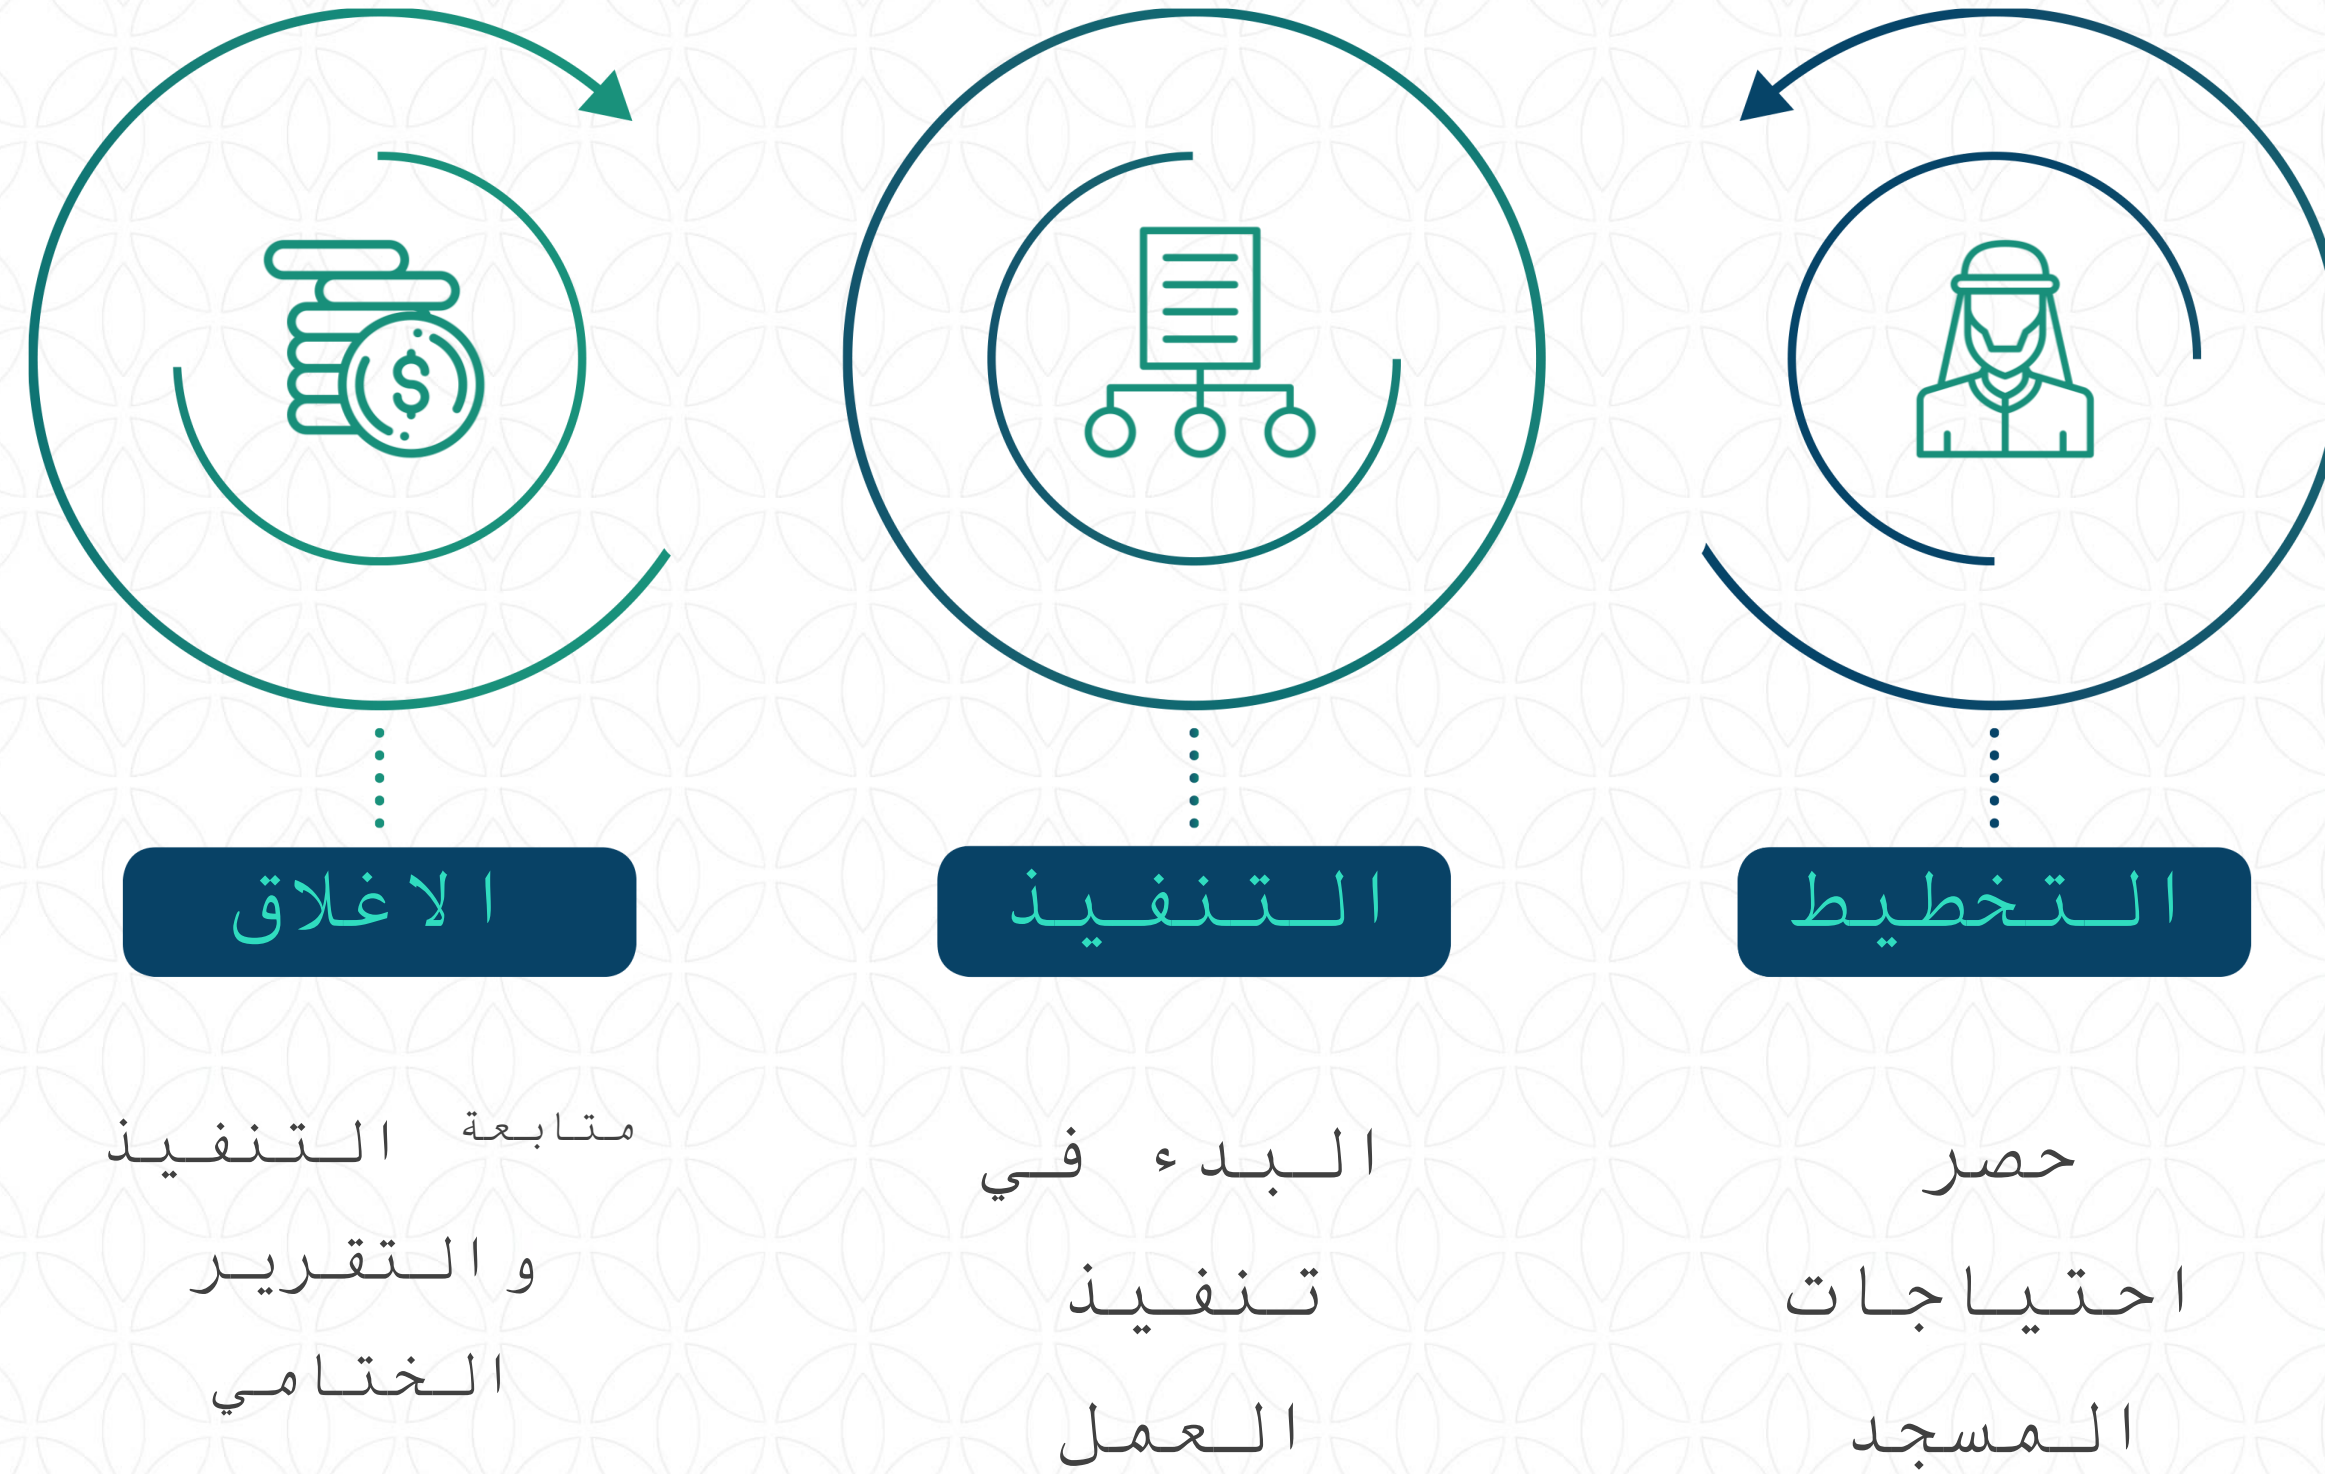 التخطيط
حصر
احتياجات
المسجد
التنفيذ
البدء في
تنفيذ
العمل
الاغلاق
متابعة التنفيذ
والتقرير
الختامي